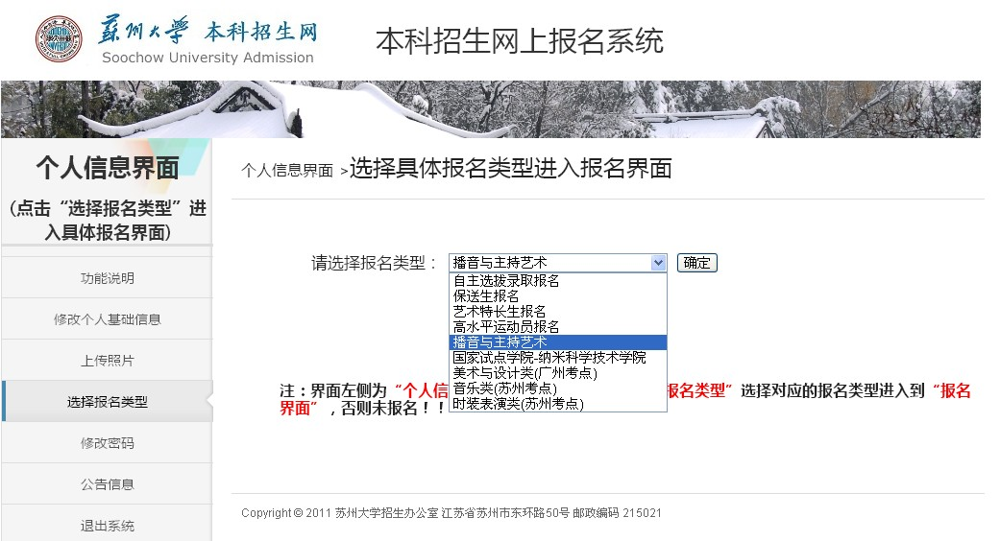 蘇州大學 本科招生网
Soochow University Admission
本科招生网上报名系统
个人信息界面
(点击“选择报名类型”进
入具体报名界面)
功能说明
修改个人基础信息
上传照片
选择报名类型
修改密码
公告信息
退出系统
个人信息界面 >选择具体报名类型进入报名界面
请选择报名类型： 播音与主持艺术 确定
自主选拨录取报名
保送生报名
艺术特长生报名
高水平运动员报名
播音与主持艺术
国家试点学院-纳米科学技术学院
美术与设计类(广州考点)
音乐类(苏州考点)
时装表演类(苏州考点)
注：界面左侧为“个人信 报名类型”选择对应的报名类型进入到“报名
界面”，否则未报名！！
Copyright © 2011 苏州大学招生办公室 江苏省苏州市东环路50号 邮政编码 215021